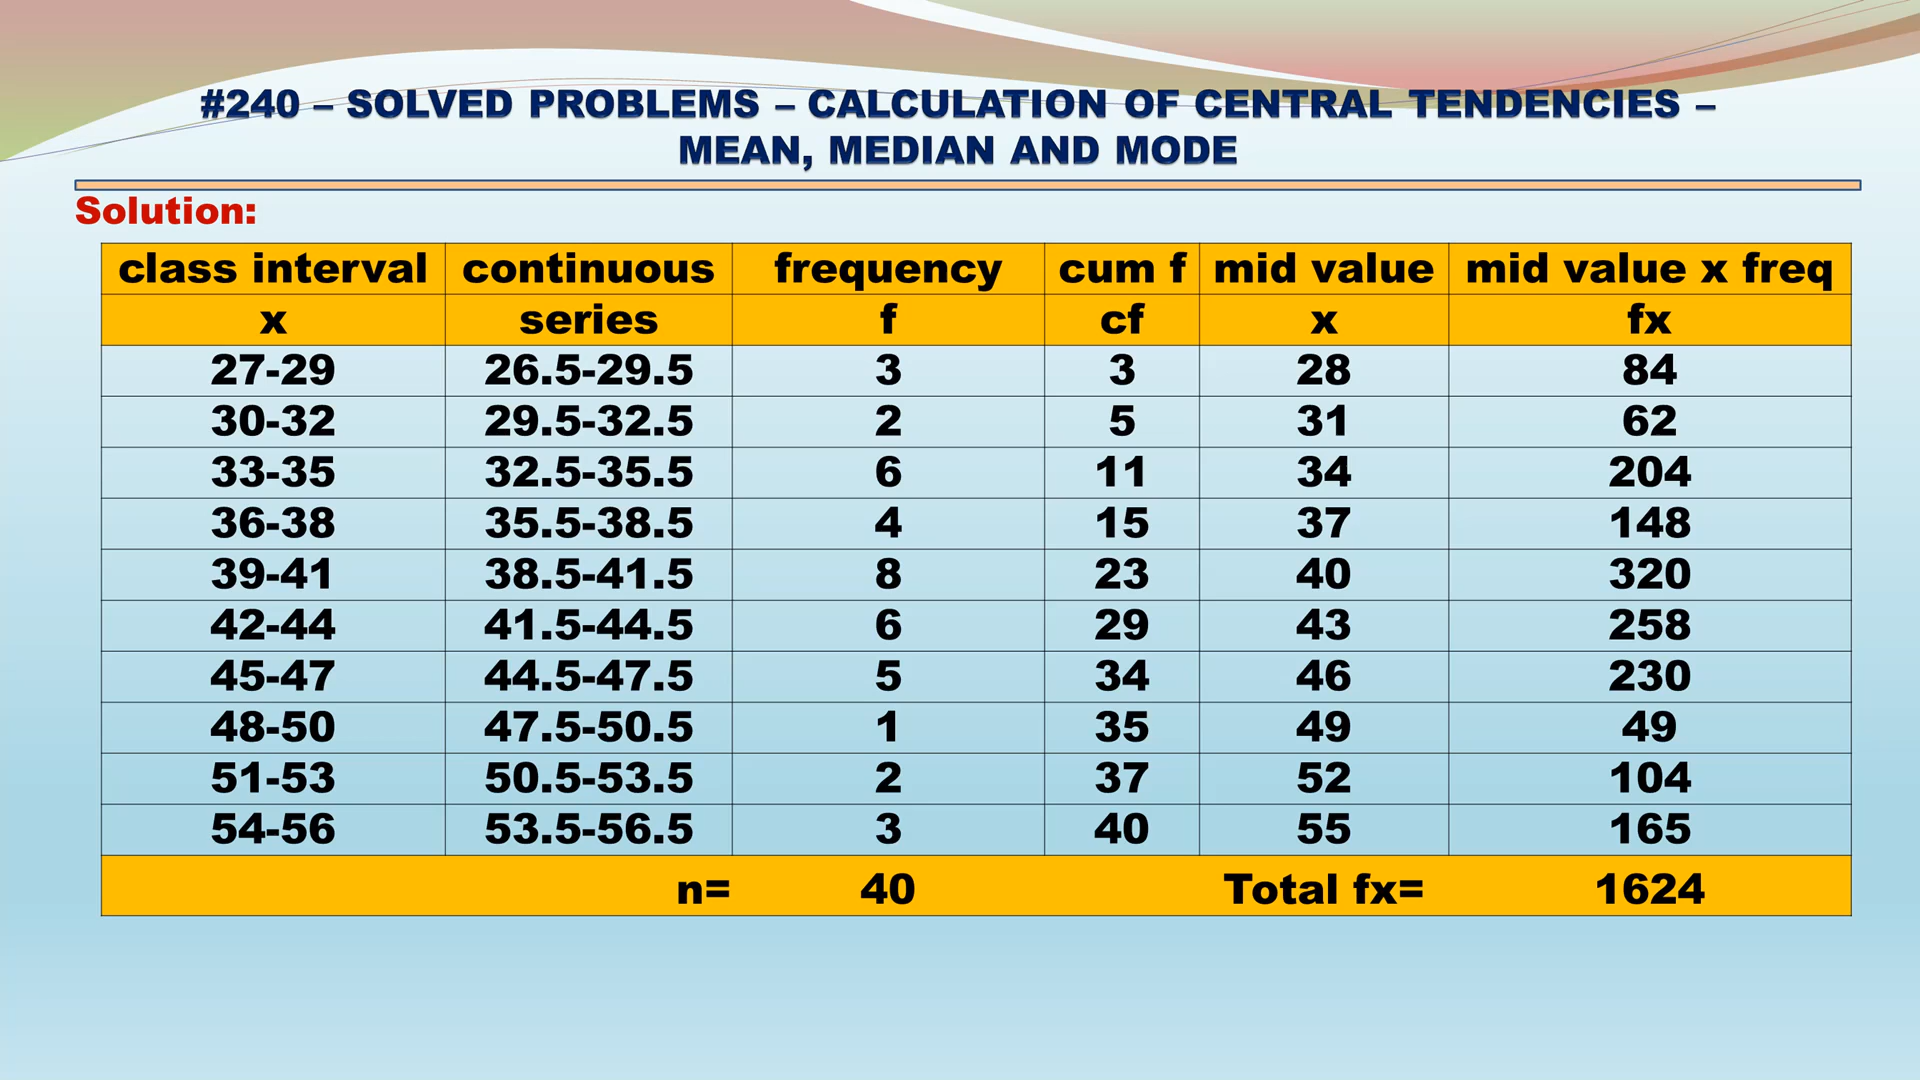 #240 – SOLVED PROBLEMS – CALCULATION OF CENTRAL TENDENCIES –
MEAN, MEDIAN AND MODE
Solution:
class interval continuous frequency cum f mid value mid value x freq
x series f cf x fx
27-29 26.5-29.5 3 3 28 84
30-32 29.5-32.5 2 5 31 62
33-35 32.5-35.5 6 11 34 204
36-38 35.5-38.5 4 15 37 148
39-41 38.5-41.5 8 23 40 320
42-44 41.5-44.5 6 29 43 258
45-47 44.5-47.5 5 34 46 230
48-50 47.5-50.5 1 35 49 49
51-53 50.5-53.5 2 37 52 104
54-56 53.5-56.5 3 40 55 165
n= 40 Total fx= 1624